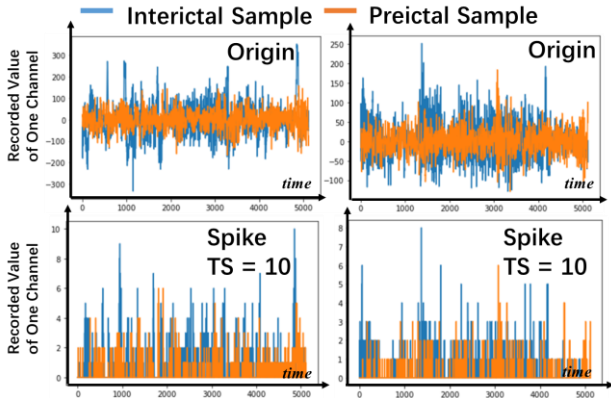 Interictal Sample Preictal Sample
Recorded Value
of One Channel
Origin
300
200
100
0
−100
−200
−300
time
0 1000 2000 3000 4000 5000
Origin
250
200
150
100
50
0
−50
−100
time
0 1000 2000 3000 4000 5000
Recorded Value
of One Channel
Spike
TS = 10
10
8
6
4
2
0
time
0 1000 2000 3000 4000 5000
Spike
TS = 10
8
7
6
5
4
3
2
1
0
time
0 1000 2000 3000 4000 5000